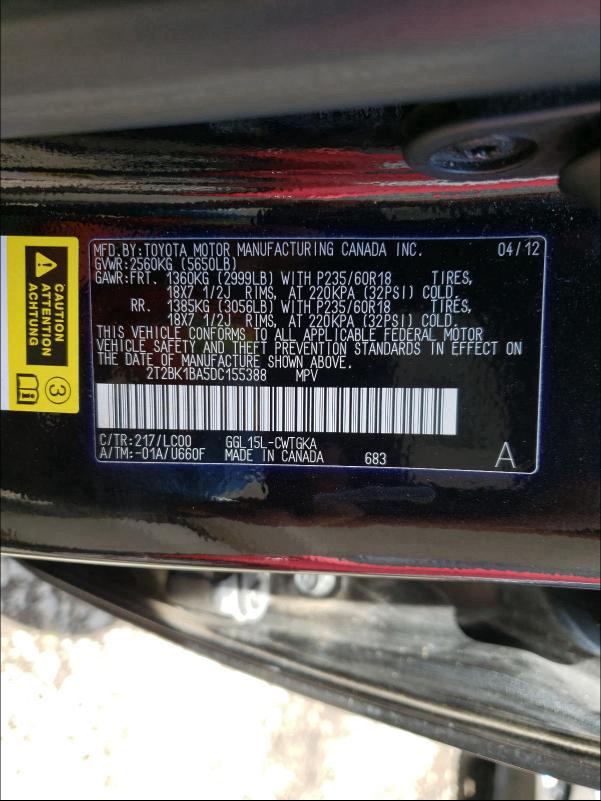 MFD.BY:TOYOTA MOTOR MANUFACTURING CANADA INC. 04/12
GVWR:2560KG (5650LB)
GAWR:FRT. 1360KG (2999LB) WITH P235/60R18 TIRES,
18X7 1/2J RIMS, AT 220KPA (32PSI) COLD
RR. 1385KG (3056LB) WITH P235/60R18 TIRES,
18X7 1/2J RIMS, AT 220KPA (32PSI) COLD.
THIS VEHICLE CONFORMS TO ALL APPLICABLE FEDERAL MOTOR
VEHICLE SAFETY AND THEFT PREVENTION STANDARDS IN EFFECT
ON THE DATE OF MANUFACTURE SHOWN ABOVE.
2T2BK1BA5DC155388 MPV
C/TR:217/LC00 GGL15L-CWTGKA
A/TM:-01A/U660F MADE IN CANADA 683 A
CAUTION
ATTENTION
ACHTUNG
3